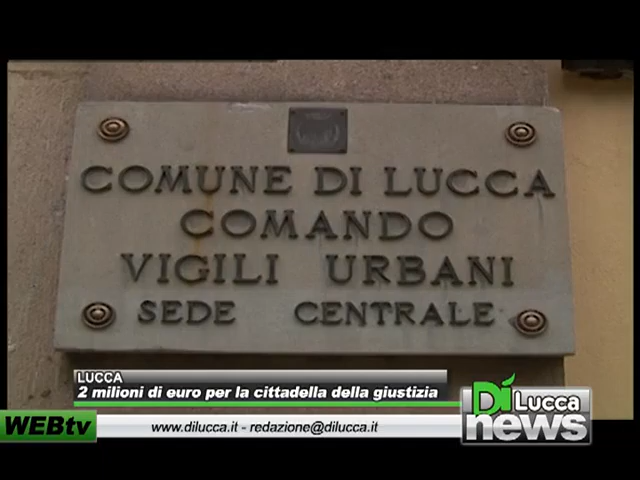 COMUNE DI LUCCA
COMANDO
VIGILI URBANI
SEDE CENTRALE
LUCCA
2 milioni di euro per la cittadella della giustizia
Dì Lucca
news
WEBtv
www.dilucca.it - redazione@dilucca.it